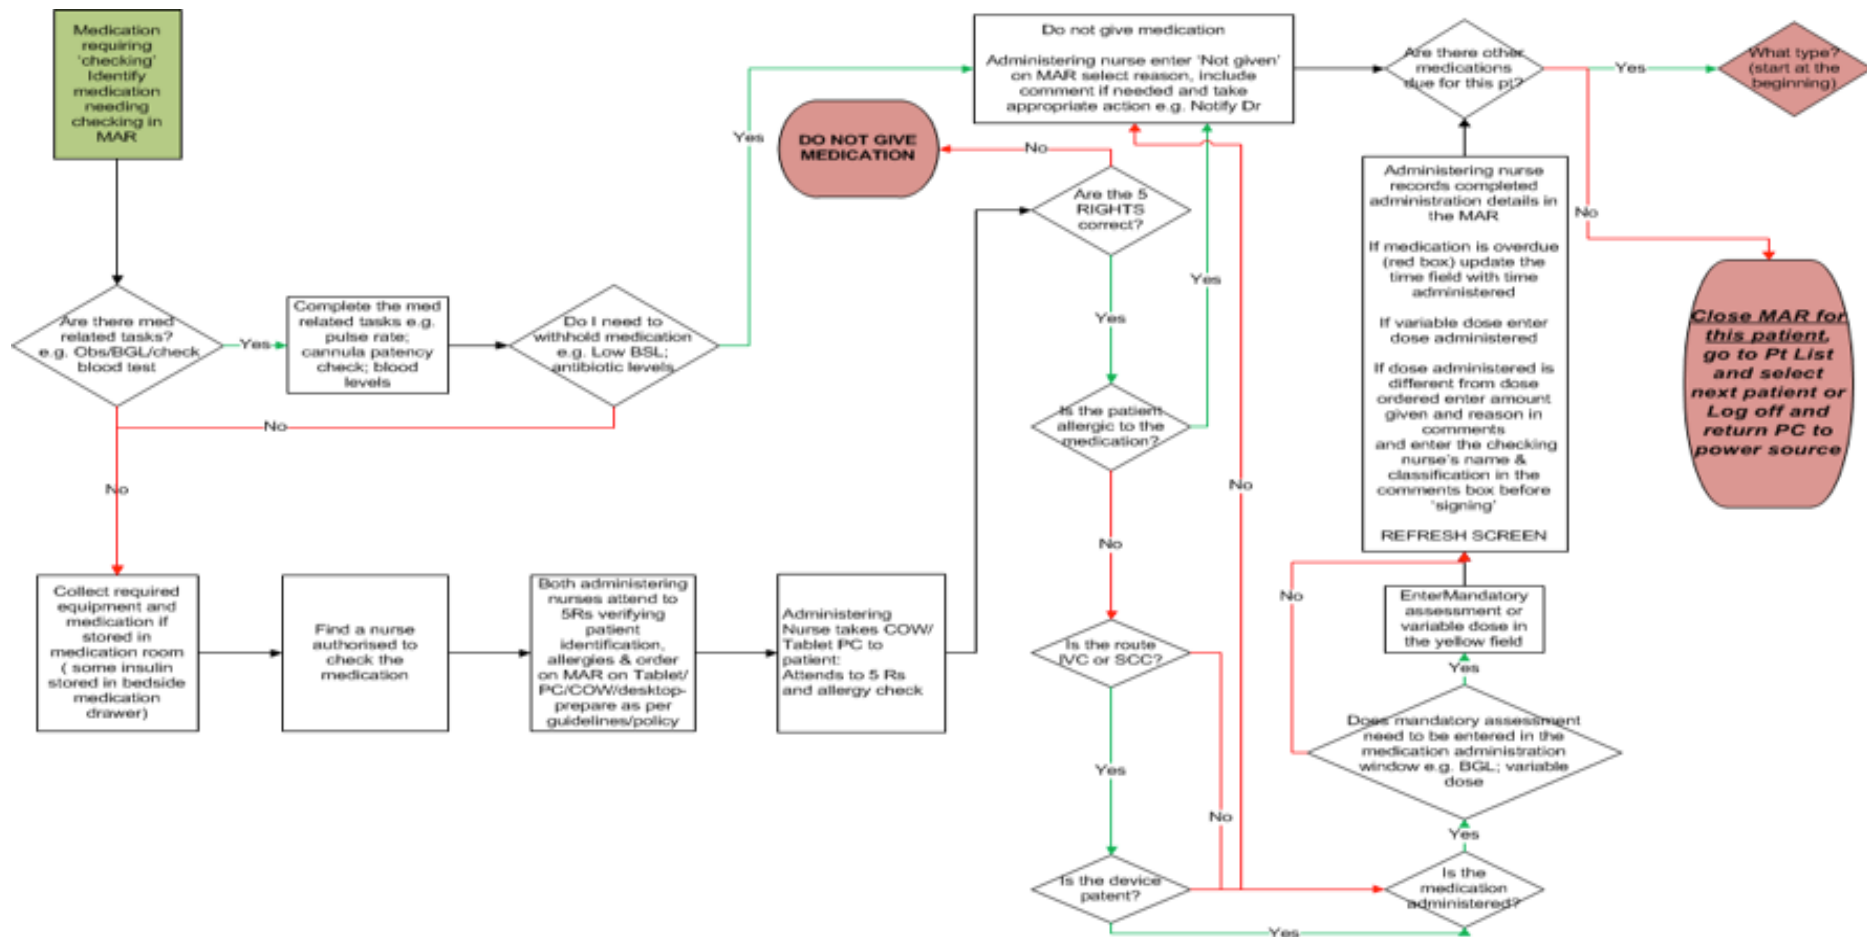 Medication
requiring
'checking'
Identify
medication
needing
checking in
MAR
Are there med
related tasks?
e.g. Obs/BGL/check
blood test
Yes
Complete the med
related tasks e.g.
pulse rate;
cannula patency
check; blood
levels
Do I need to
withhold medication
e.g. Low BSL;
antibiotic levels
Yes
No
No
Collect required
equipment and
medication if
stored in
medication room
( some insulin
stored in bedside
medication
drawer)
Find a nurse
authorised to
check the
medication
Both administering
nurses attend to
5Rs verifying
patient
identification,
allergies & order
on MAR on Tablet/
PC/COW/desktop-
prepare as per
guidelines/policy
Administering
Nurse takes COW/
Tablet PC to
patient:
Attends to 5 Rs
and allergy check
Are the 5
RIGHTS
correct?
No
DO NOT GIVE
MEDICATION
Yes
Is the patient
allergic to the
medication?
Yes
No
Do not give medication
Administering nurse enter 'Not given'
on MAR select reason, include
comment if needed and take
appropriate action e.g. Notify Dr
Is the route
IVC or SCC?
No
Yes
Is the device
patent?
No
Yes
Is the
medication
administered?
Yes
Does mandatory assessment
need to be entered in the
medication administration
window e.g. BGL; variable
dose
No
Yes
EnterMandatory
assessment or
variable dose in
the yellow field
Administering nurse
records completed
administration details in
the MAR
If medication is overdue
(red box) update the
time field with time
administered
If variable dose enter
dose administered
If dose administered is
different from dose
ordered enter amount
given and reason in
comments
and enter the checking
nurse's name &
classification in the
comments box before
'signing'
REFRESH SCREEN
Are there other
medications
due for this pt?
Yes
What type?
(start at the
beginning)
No
Close MAR for
this patient,
go to Pt List
and select
next patient or
Log off and
return PC to
power source